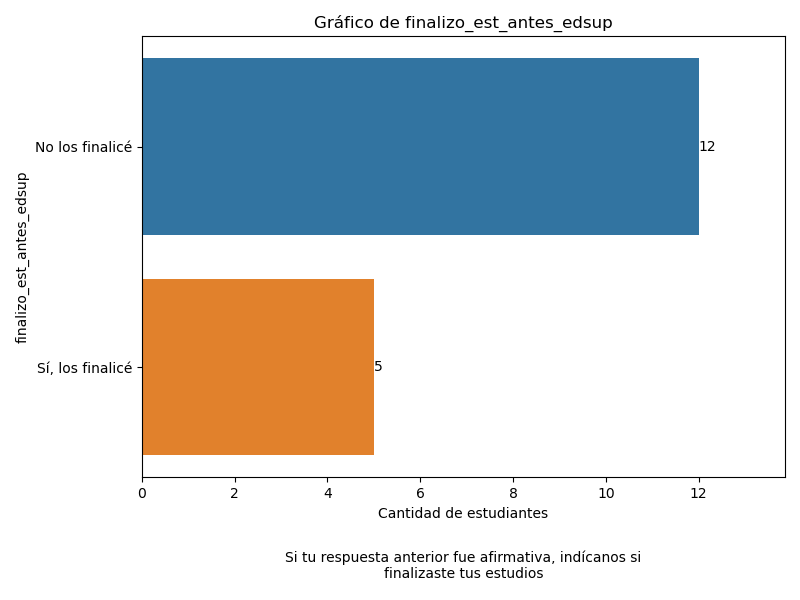 Gráfico de finalizo_est_antes_edsup
finalizo_est_antes_edsup
No los finalicé
12
Sí, los finalicé
5
0 2 4 6 8 10 12
Cantidad de estudiantes
Si tu respuesta anterior fue afirmativa, indícanos si
finalizaste tus estudios